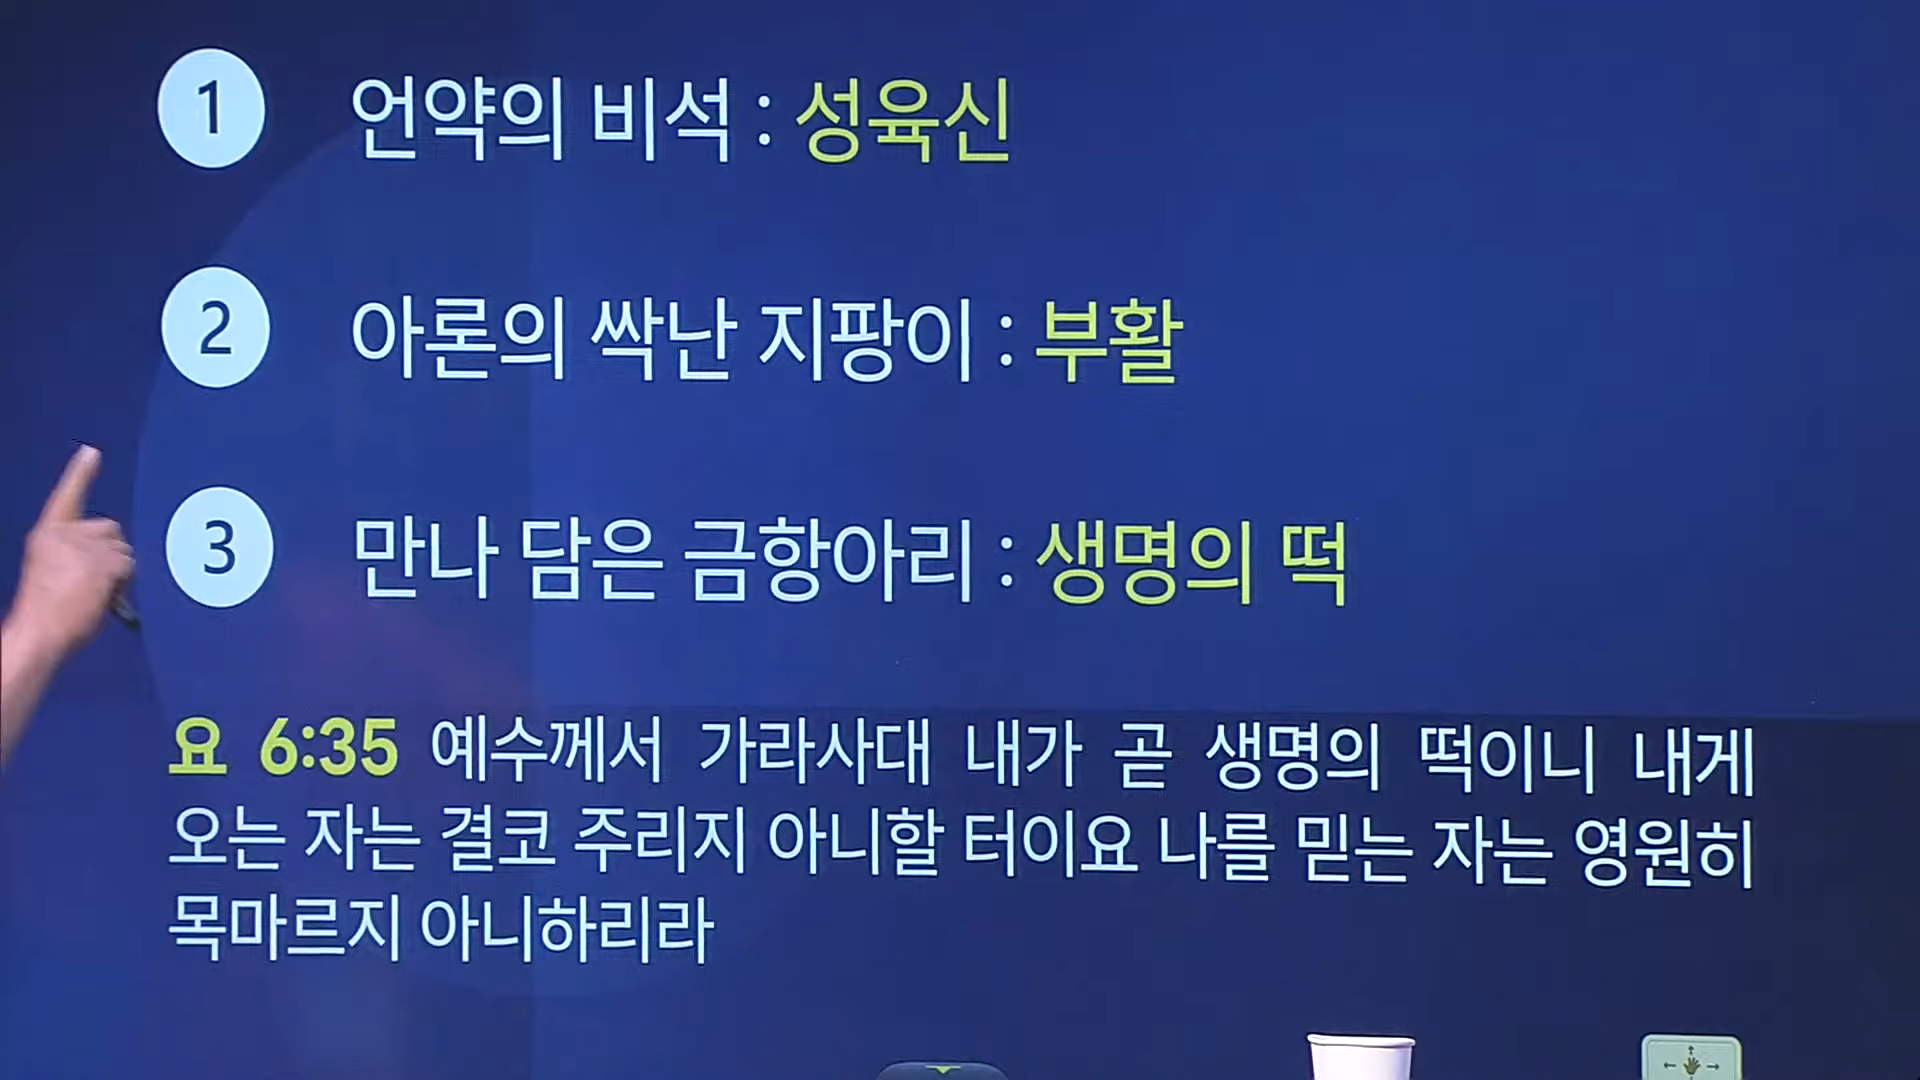 1 언약의 비석 : 성육신
2 아론의 싹난 지팡이 : 부활
3 만나 담은 금항아리 : 생명의 떡
요 6:35 예수께서 가라사대 내가 곧 생명의 떡이니 내게
오는 자는 결코 주리지 아니할 터이요 나를 믿는 자는 영원히
목마르지 아니하리라